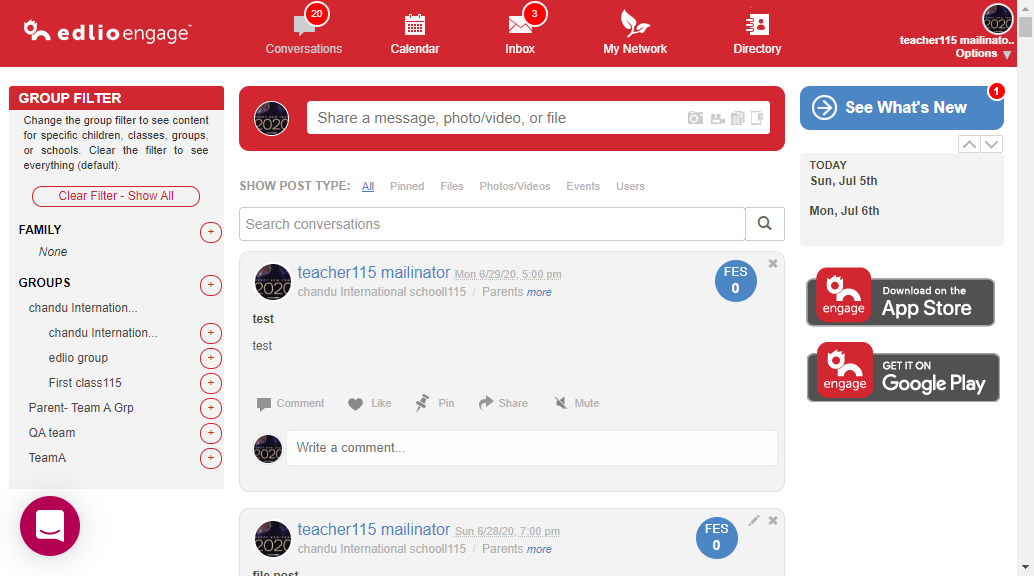 edlio engage™
20
Conversations
Calendar
3
Inbox
My Network
Directory
teacher115 mailinato..
Options ▼
GROUP FILTER
Change the group filter to see content
for specific children, classes, groups,
or schools. Clear the filter to see
everything (default).
Clear Filter - Show All
FAMILY
+
None
GROUPS
+
chandu Internation...
chandu Internation...
+
edlio group
+
First class115
+
Parent- Team A Grp
+
QA team
+
TeamA
+
Share a message, photo/video, or file
SHOW POST TYPE: All Pinned Files Photos/Videos Events Users
Search conversations
teacher115 mailinator Mon 6/29/20, 5:00 pm
chandu International schooll115 / Parents more
FES
0
test
test
Comment Like Pin Share Mute
2020
Write a comment...
teacher115 mailinator Sun 6/28/20, 7:00 pm
chandu International schooll115 / Parents more
FES
0
file post
See What's New
1
TODAY
Sun, Jul 5th
Mon, Jul 6th
engage
Download on the
App Store
engage
GET IT ON
Google Play